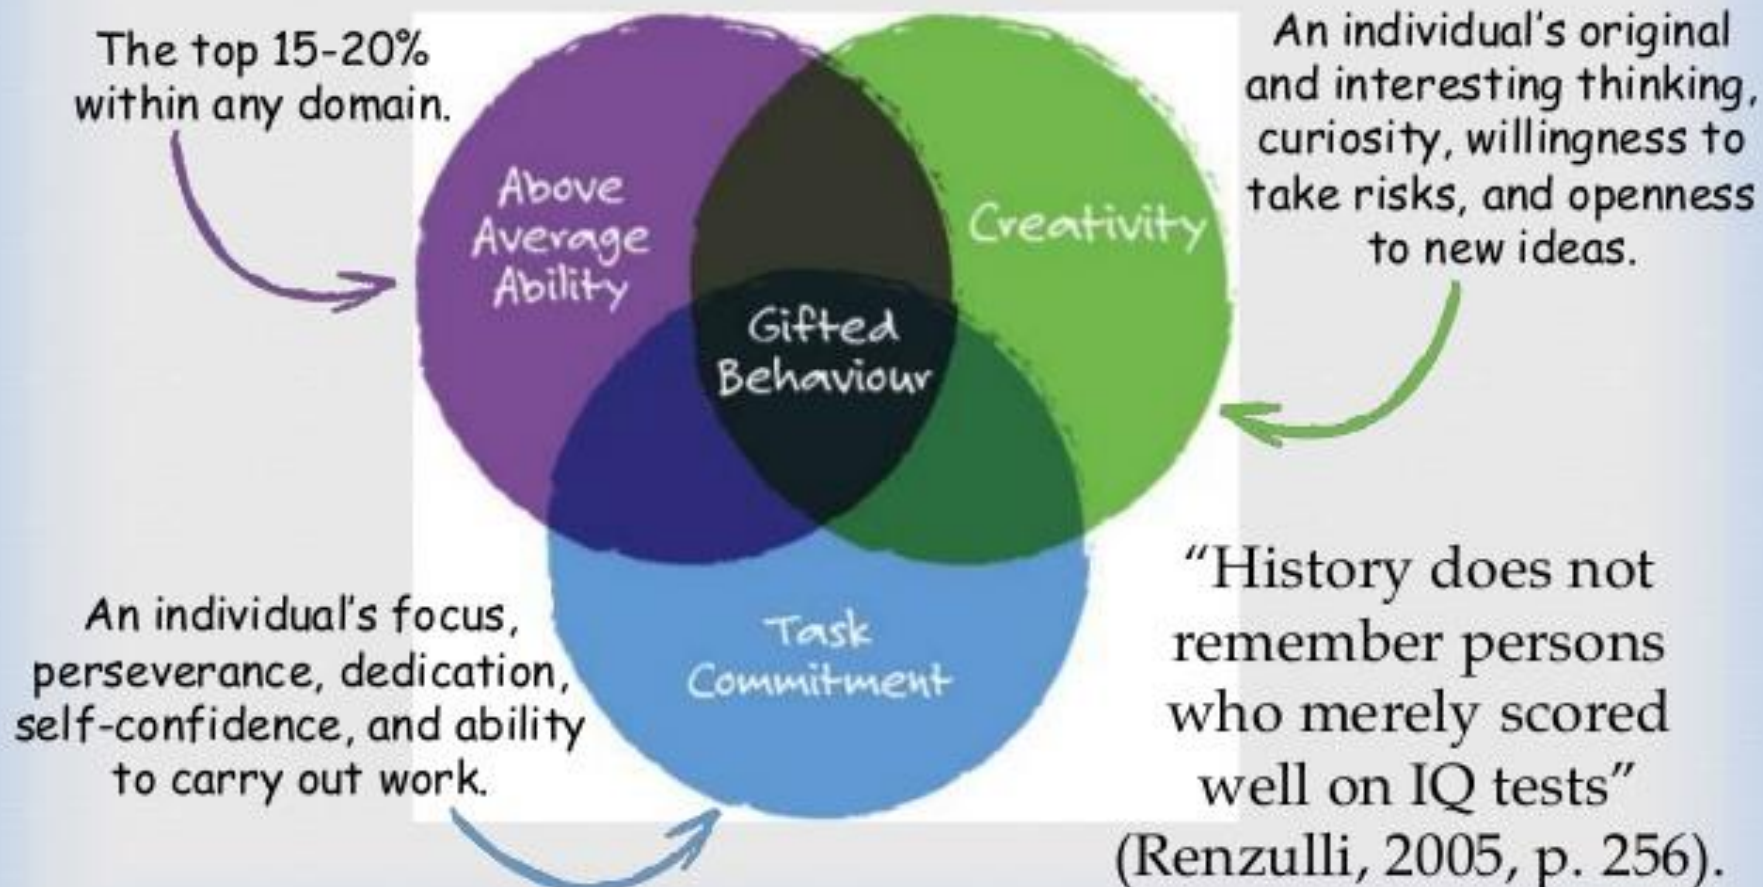 The top 15-20%
within any domain.
Above
Average
Ability
Creativity
An individual's original
and interesting thinking,
curiosity, willingness to
take risks, and openness
to new ideas.
Gifted
Behaviour
An individual's focus,
perseverance, dedication,
self-confidence, and ability
to carry out work.
Task
Commitment
"History does not
remember persons
who merely scored
well on IQ tests"
(Renzulli, 2005, p. 256).